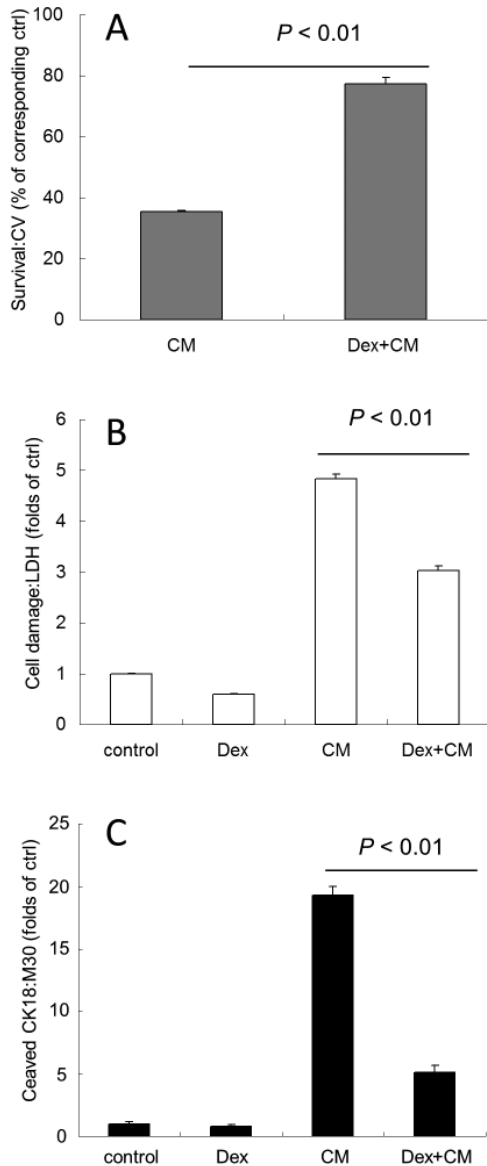 A
P < 0.01
100
80
60
40
20
0
Survival:CV (% of corresponding ctrl)
CM Dex+CM
B
P < 0.01
6
5
4
3
2
1
0
Cell damage:LDH (folds of ctrl)
control Dex CM Dex+CM
C
P < 0.01
25
20
15
10
5
0
Ceaved CK18:M30 (folds of ctrl)
control Dex CM Dex+CM